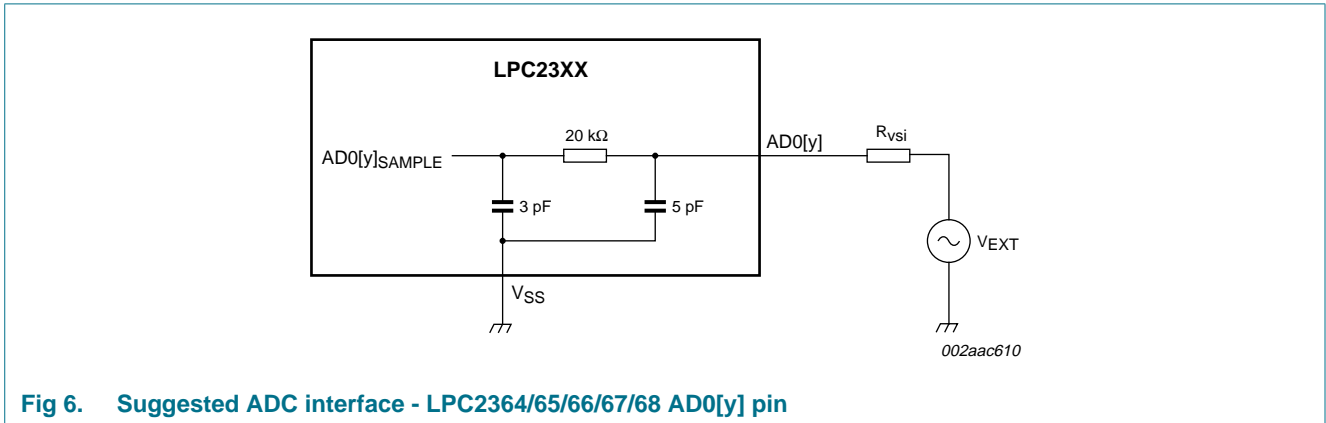 LPC23XX
20 kΩ
AD0[y]
Rvsi
AD0[y]SAMPLE
3 pF
5 pF
VEXT
VSS
002aac610
Fig 6. Suggested ADC interface - LPC2364/65/66/67/68 AD0[y] pin